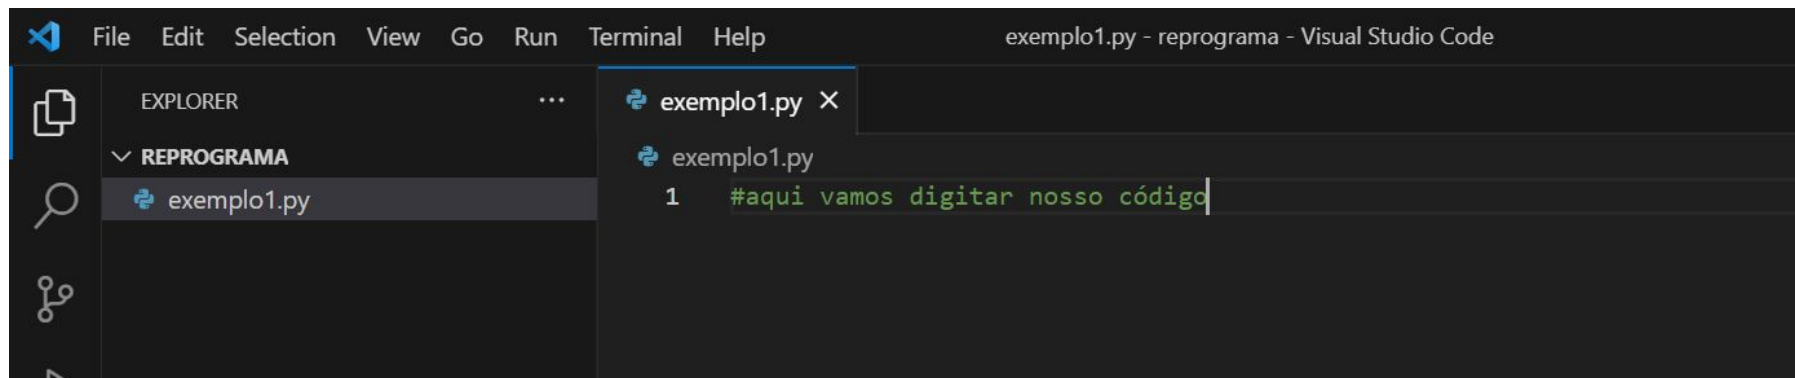 File Edit Selection View Go Run Terminal Help exemplo1.py - reprograma - Visual Studio Code
EXPLORER ··· exemplo1.py
REPROGRAMA exemplo1.py
exemplo1.py 1 #aqui vamos digitar nosso código